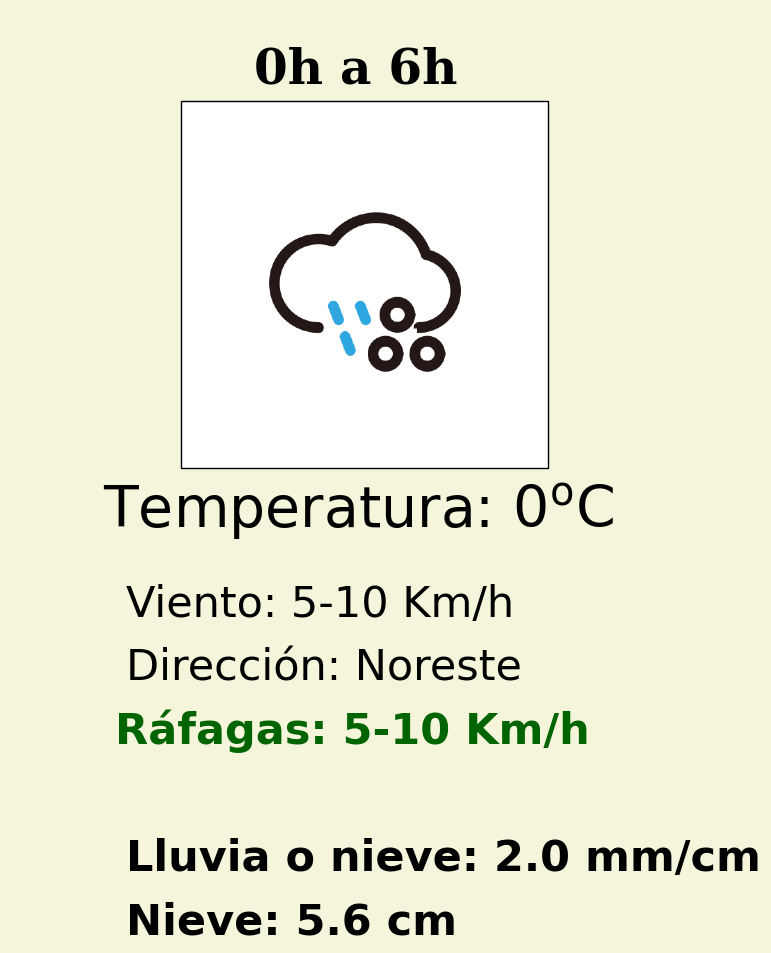 0h a 6h
Temperatura: 0ºC
Viento: 5-10 Km/h
Dirección: Noreste
Ráfagas: 5-10 Km/h
Lluvia o nieve: 2.0 mm/cm
Nieve: 5.6 cm